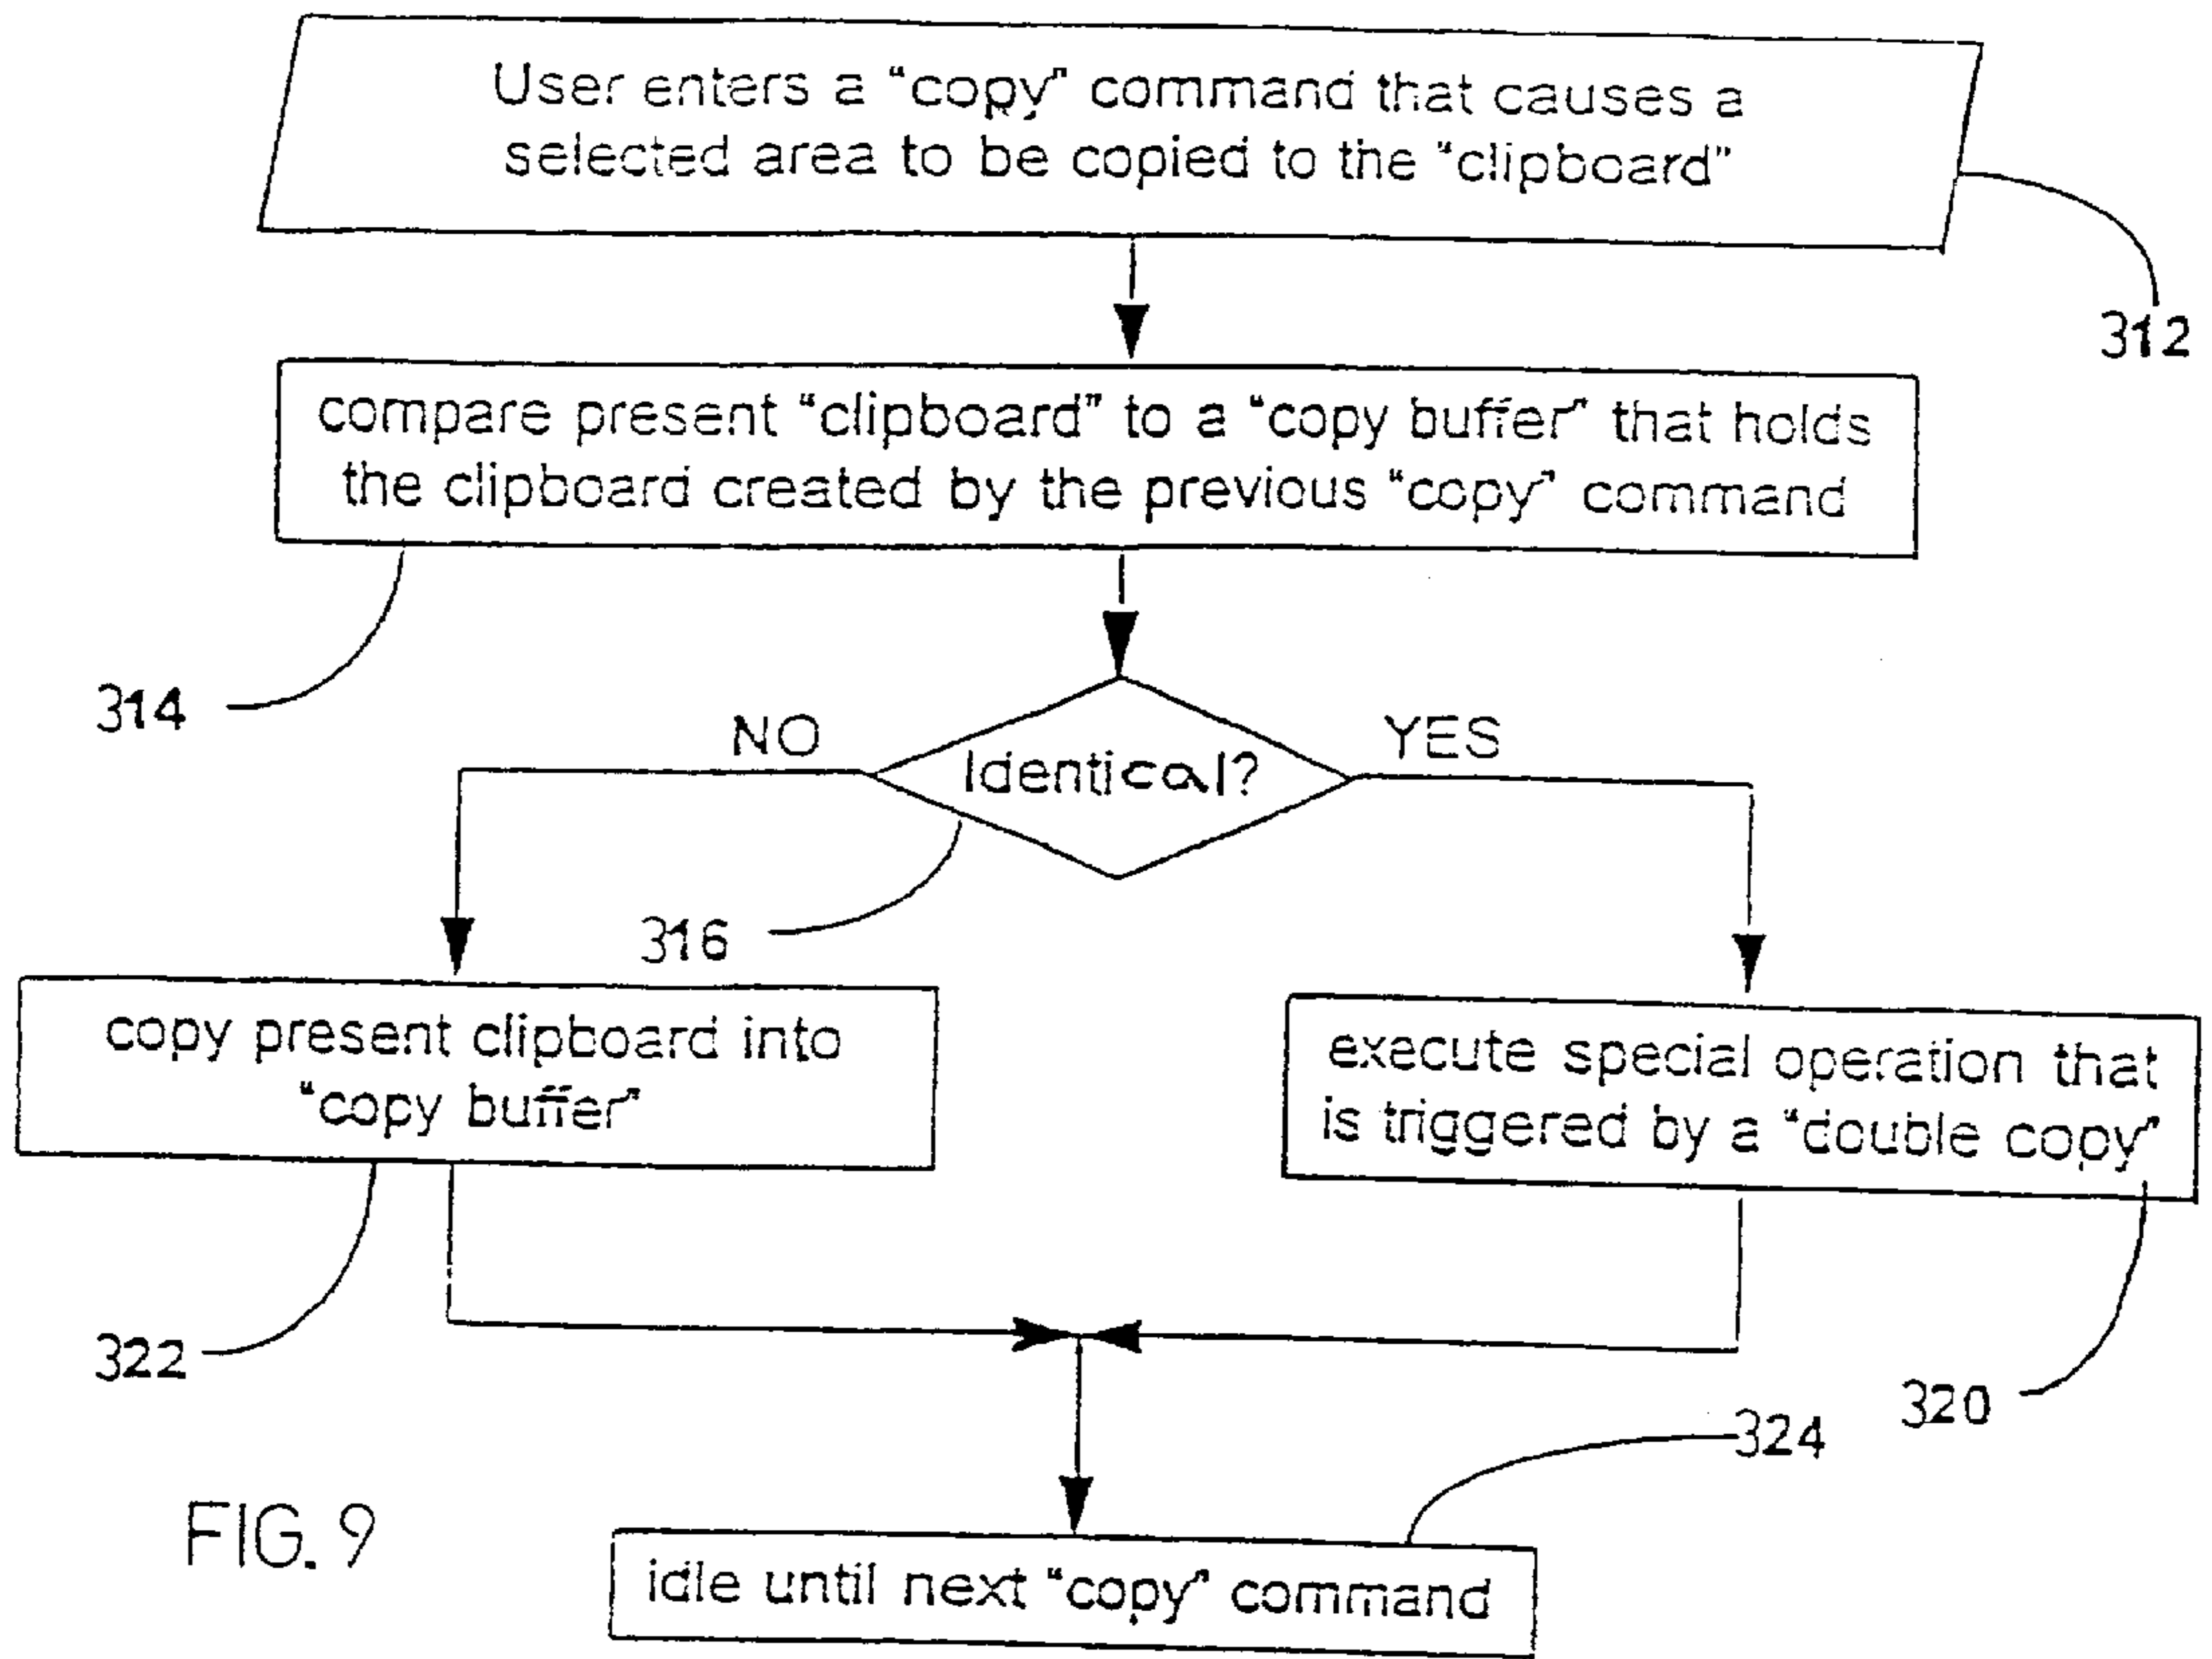 User enters a "copy" command that causes a
selected area to be copied to the "clipboard"
312
compare present "clipboard" to a "copy buffer" that holds
the clipboard created by the previous "copy" command
314
NO
Identical?
YES
316
copy present clipboard into
"copy buffer"
execute special operation that
is triggered by a "double copy"
322
320
324
FIG. 9
idle until next "copy" command